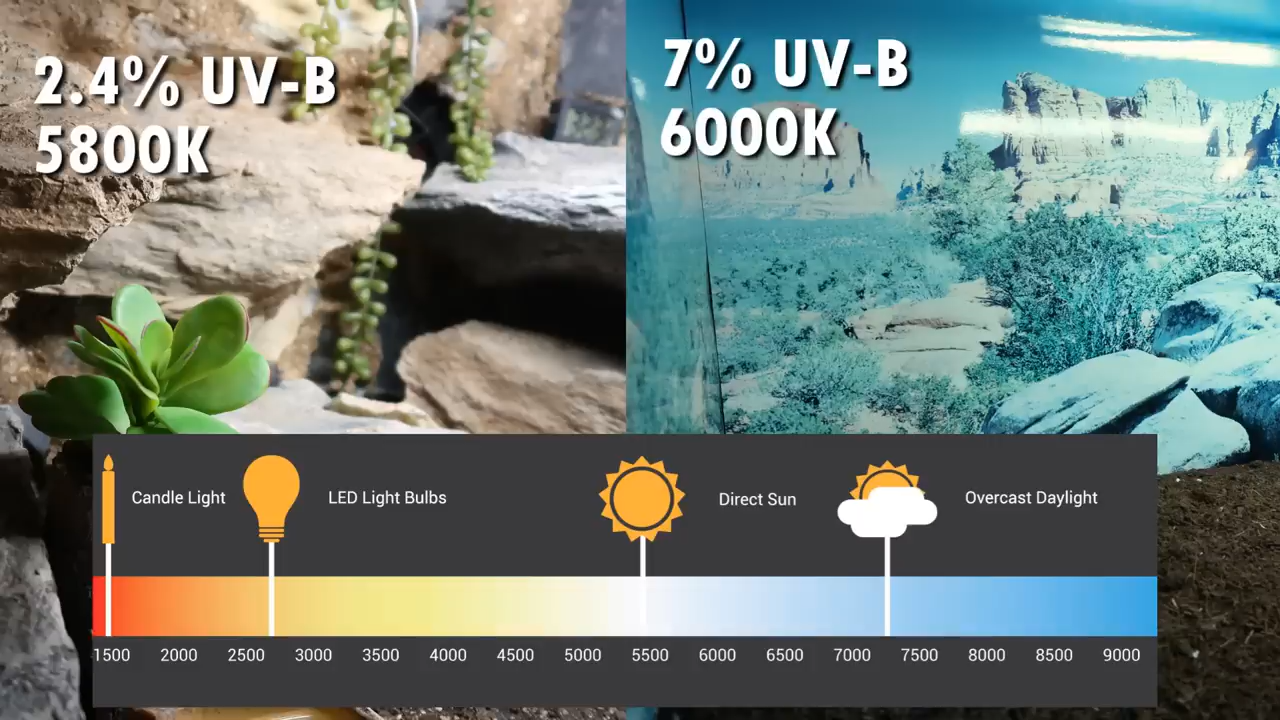 2.4% UV-B
5800K
7% UV-B
6000K
Candle Light
LED Light Bulbs
Direct Sun
Overcast Daylight
1500 2000 2500 3000 3500 4000 4500 5000 5500 6000 6500 7000 7500 8000 8500 9000